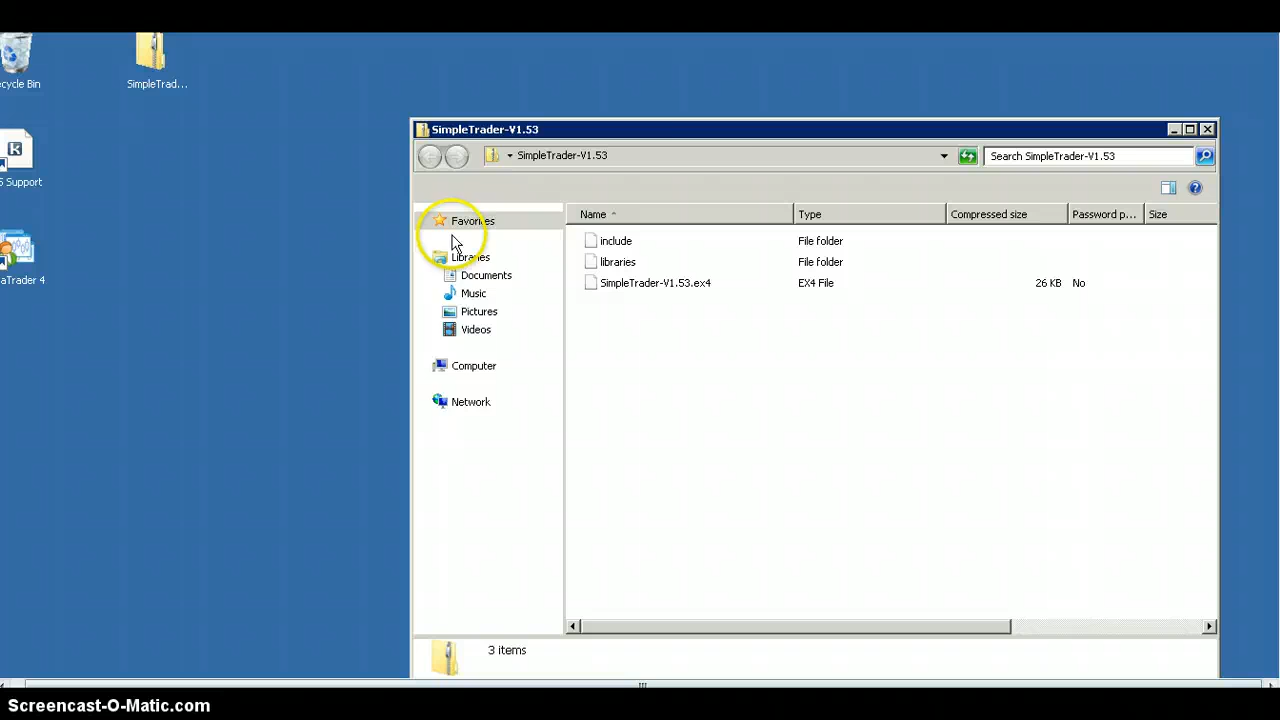 ecycle Bin
SimpleTrad...
S Support
aTrader 4
SimpleTrader-V1.53
SimpleTrader-V1.53
Search SimpleTrader-V1.53
Favorites
Libraries
Documents
Music
Pictures
Videos
Computer
Network
Name Type Compressed size Password p... Size
include File folder
libraries File folder
SimpleTrader-V1.53.ex4 EX4 File 26 KB No
3 items
Screencast-O-Matic.com